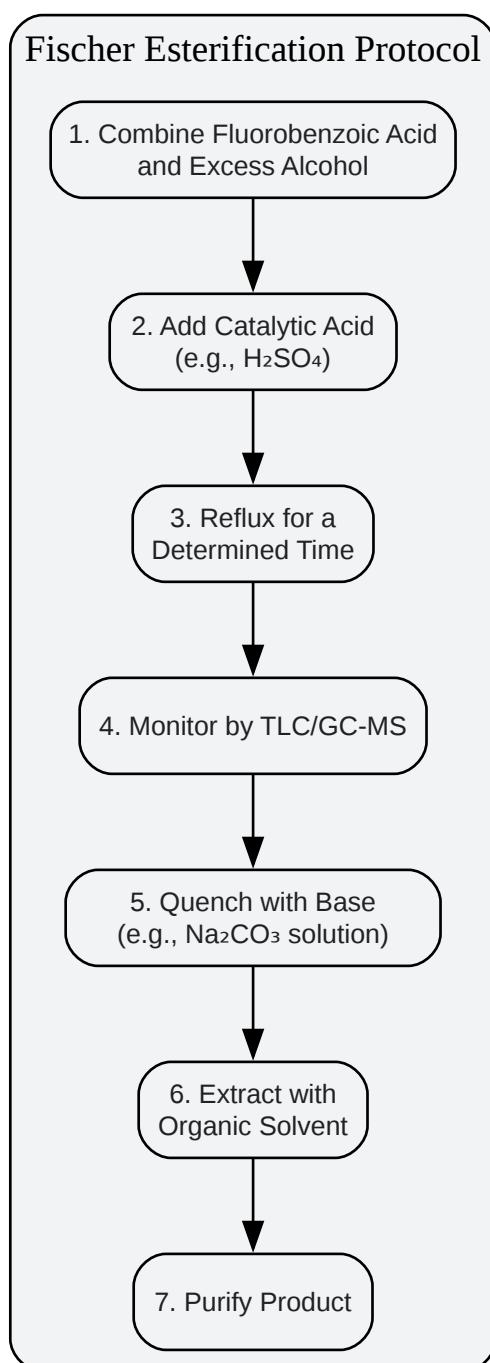 Fischer Esterification Protocol
1. Combine Fluorobenzoic Acid
and Excess Alcohol
2. Add Catalytic Acid
(e.g., H₂SO₄)
3. Reflux for a
Determined Time
4. Monitor by TLC/GC-MS
5. Quench with Base
(e.g., Na₂CO₃ solution)
6. Extract with
Organic Solvent
7. Purify Product